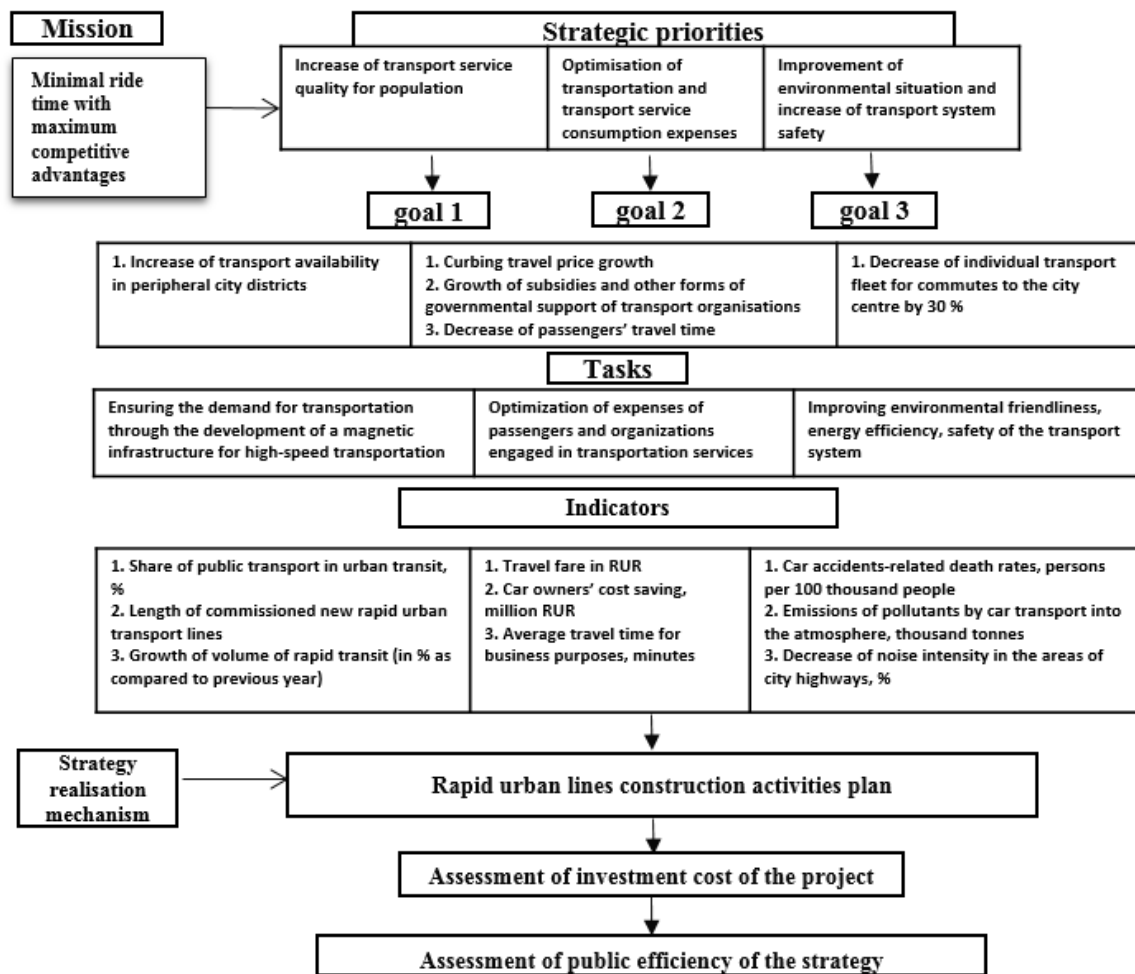 Mission
Strategic priorities
Minimal ride
time with
maximum
competitive
advantages
Increase of transport service
quality for population
Optimisation of
transportation and
transport service
consumption expenses
Improvement of
environmental situation and
increase of transport system
safety
goal 1
goal 2
goal 3
1. Increase of transport availability
in peripheral city districts
1. Curbing travel price growth
2. Growth of subsidies and other forms of
governmental support of transport organisations
3. Decrease of passengers’ travel time
1. Decrease of individual transport
fleet for commutes to the city
centre by 30 %
Tasks
Ensuring the demand for transportation
through the development of a magnetic
infrastructure for high-speed transportation
Optimization of expenses of
passengers and organizations
engaged in transportation services
Improving environmental friendliness,
energy efficiency, safety of the transport
system
Indicators
1. Share of public transport in urban transit,
%
2. Length of commissioned new rapid urban
transport lines
3. Growth of volume of rapid transit (in % as
compared to previous year)
1. Travel fare in RUR
2. Car owners’ cost saving,
million RUR
3. Average travel time for
business purposes, minutes
1. Car accidents-related death rates, persons
per 100 thousand people
2. Emissions of pollutants by car transport into
the atmosphere, thousand tonnes
3. Decrease of noise intensity in the areas of
city highways, %
Strategy
realisation
mechanism
Rapid urban lines construction activities plan
Assessment of investment cost of the project
Assessment of public efficiency of the strategy